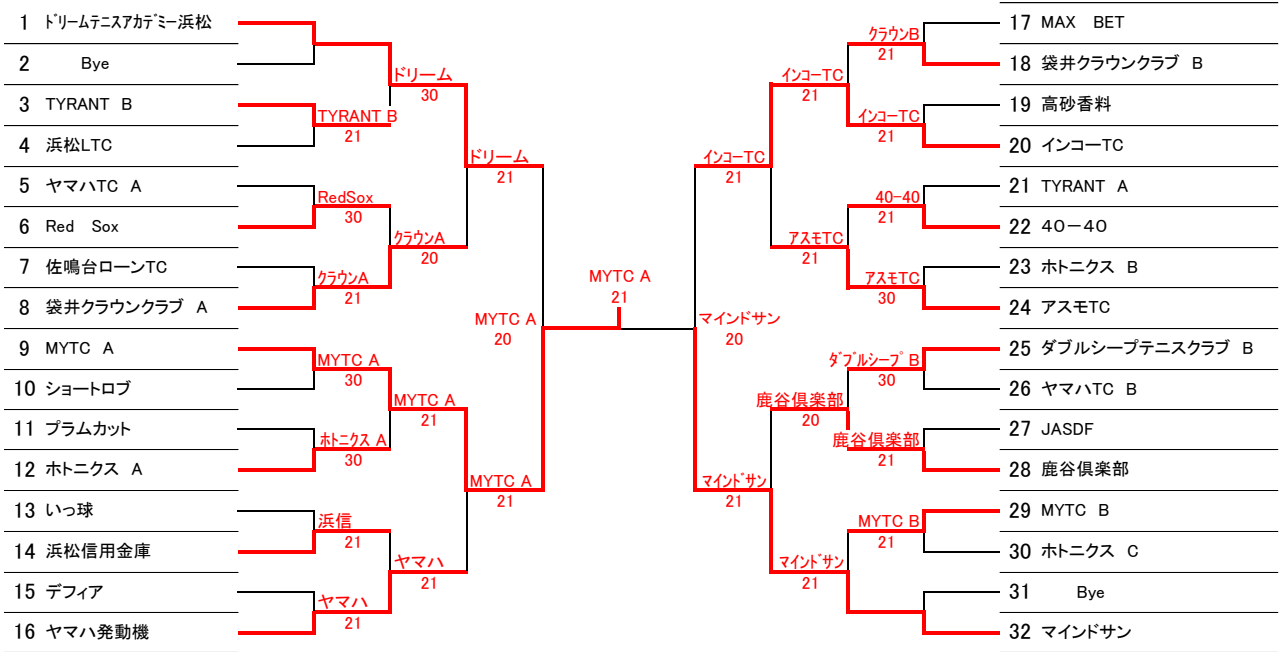 1 ドリームテニスアカデミー浜松
2 Bye
3 TYRANT B
4 浜松LTC
5 ヤマハTC A
6 Red Sox
7 佐鳴台ローンTC
8 袋井クラウンクラブ A
9 MYTC A
10 ショートロブ
11 プラムカット
12 ホトニクス A
13 いっ球
14 浜松信用金庫
15 デフィア
16 ヤマハ発動機
TYRANT B
21
RedSox
30
クラウンA
21
MYTC A
30
ホトニクス A
30
浜信
21
ヤマハ
21
ドリーム
30
クラウンA
20
MYTC A
21
ヤマハ
21
ドリーム
21
MYTC A
21
MYTC A
20
MYTC A
21
マインドサン
20
インコーTC
21
マインドサン
21
インコーTC
21
アスモTC
21
鹿谷倶楽部
20
マインドサン
21
クラウンB
21
インコーTC
21
40-40
21
アスモTC
30
ダブルシープ B
30
鹿谷倶楽部
21
MYTC B
21
17 MAX BET
18 袋井クラウンクラブ B
19 高砂香料
20 インコーTC
21 TYRANT A
22 40－40
23 ホトニクス B
24 アスモTC
25 ダブルシープテニスクラブ B
26 ヤマハTC B
27 JASDF
28 鹿谷倶楽部
29 MYTC B
30 ホトニクス C
31 Bye
32 マインドサン